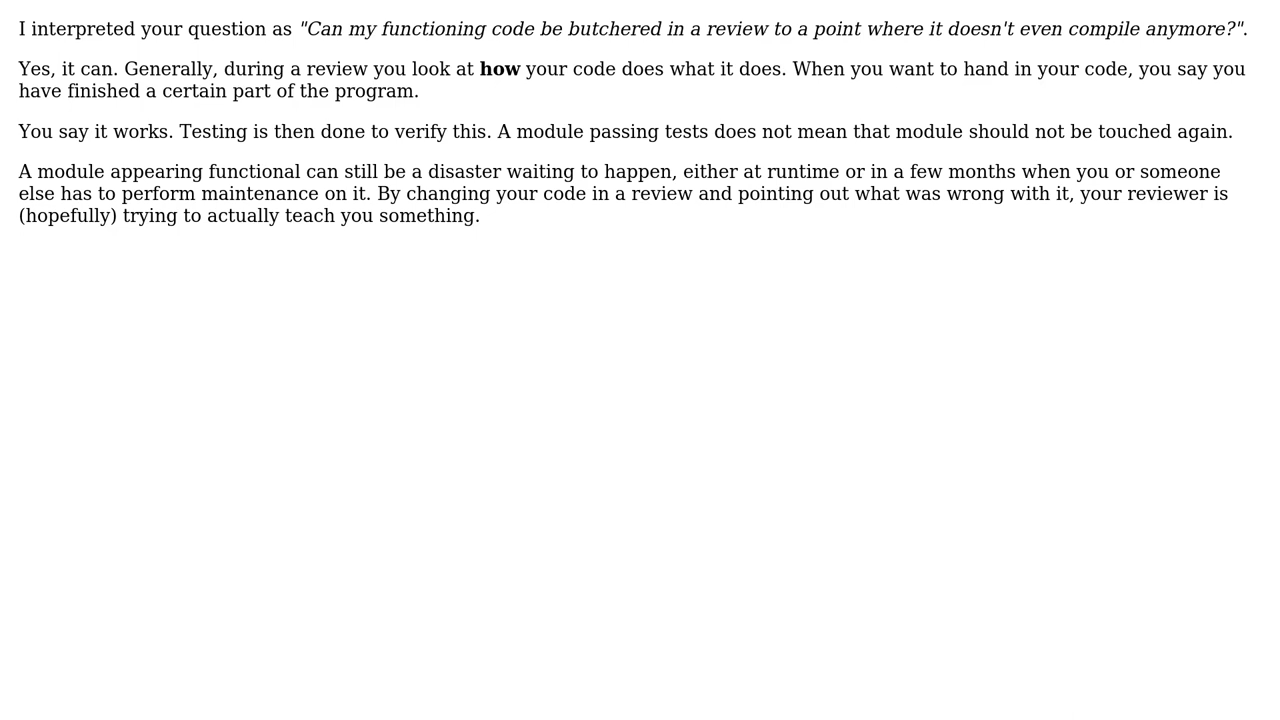 I interpreted your question as "Can my functioning code be butchered in a review to a point where it doesn't even compile anymore?".
Yes, it can. Generally, during a review you look at how your code does what it does. When you want to hand in your code, you say you
have finished a certain part of the program.
You say it works. Testing is then done to verify this. A module passing tests does not mean that module should not be touched again.
A module appearing functional can still be a disaster waiting to happen, either at runtime or in a few months when you or someone
else has to perform maintenance on it. By changing your code in a review and pointing out what was wrong with it, your reviewer is
(hopefully) trying to actually teach you something.